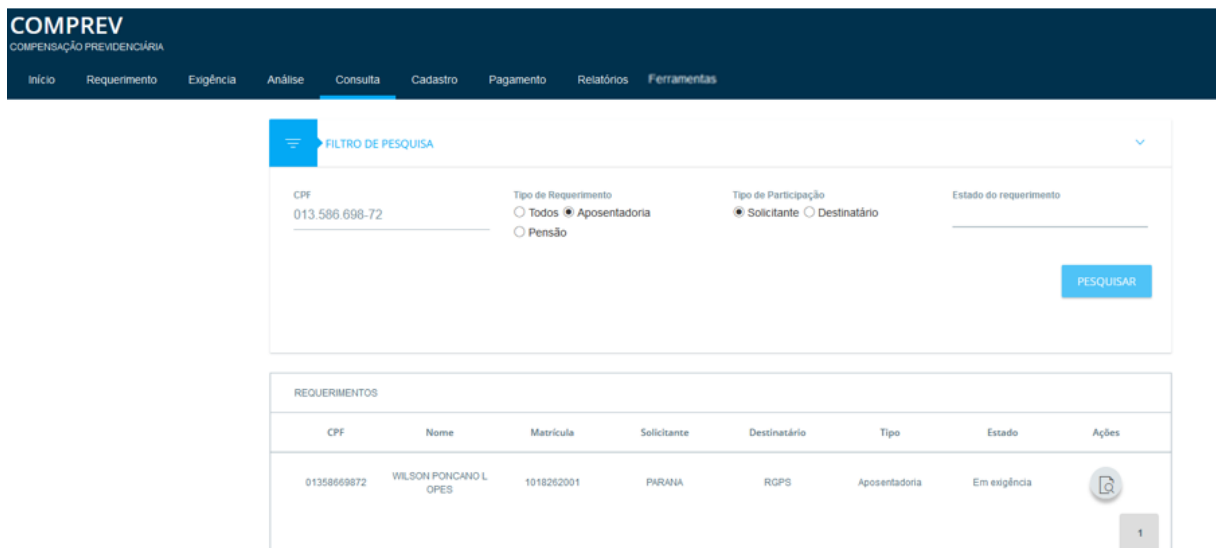 COMPREV
COMPENSAÇÃO PREVIDENCIÁRIA
Início Requerimento Exigência Análise Consulta Cadastro Pagamento Relatórios Ferramentas
FILTRO DE PESQUISA
CPF Tipo de Requerimento Tipo de Participação Estado do requerimento
013.586.698-72 Todos Aposentadoria Solicitante Destinatário
Pensão
PESQUISAR
REQUERIMENTOS
CPF Nome Matrícula Solicitante Destinatário Tipo Estado Ações
01358669872 WILSON PONCANO L 1018262001 PARANA RGPS Aposentadoria Em exigência
OPES
1